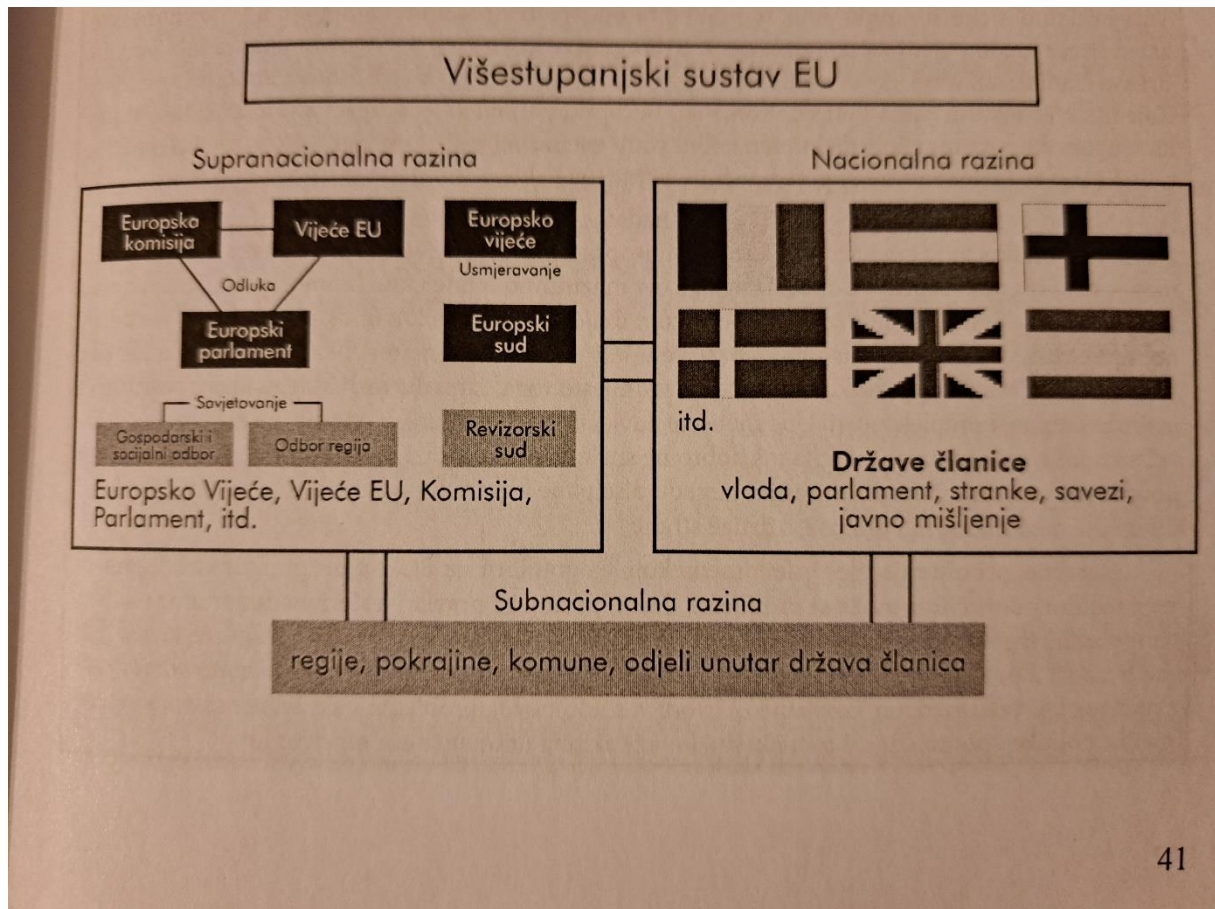 Višestupanjski sustav EU
Supranacionalna razina
Europska
komisija
Vijeće EU
Europsko
vijeće
Usmjeravanje
Odluka
Europski
parlament
Europski
sud
Savjetovanje
Gospodarski i
socijalni odbor
Odbor regija
Revizorski
sud
Europsko Vijeće, Vijeće EU, Komisija,
Parlament, itd.
Nacionalna razina
itd.
Države članice
vlada, parlament, stranke, savezi,
javno mišljenje
Subnacionalna razina
regije, pokrajine, komune, odjeli unutar država članica
41